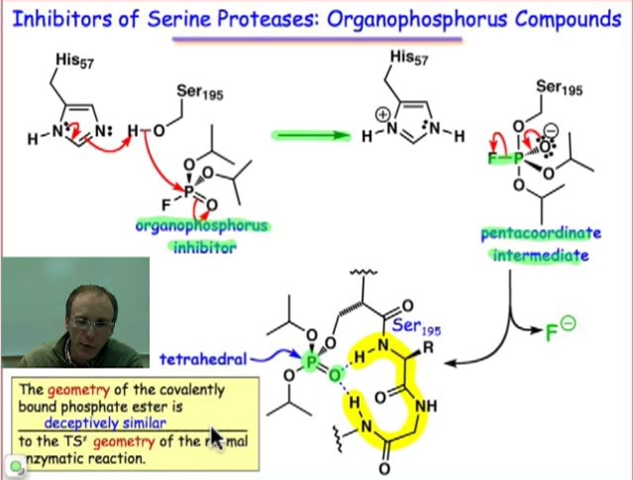 Inhibitors of Serine Proteases: Organophosphorus Compounds
His57
Ser195
H-N
N:
H-O
O
O
P
F
O
organophosphorus
inhibitor
His57
⊕
H-N
N-H
Ser195
O
⊖
O
F-P
O
O
pentacoordinate
intermediate
F⊖
O
Ser195
O
O
N
H
R
tetrahedral
P
O
O
O
NH
H
N
O
The geometry of the covalently
bound phosphate ester is
deceptively similar
to the TS' geometry of the
enzymatic reaction.